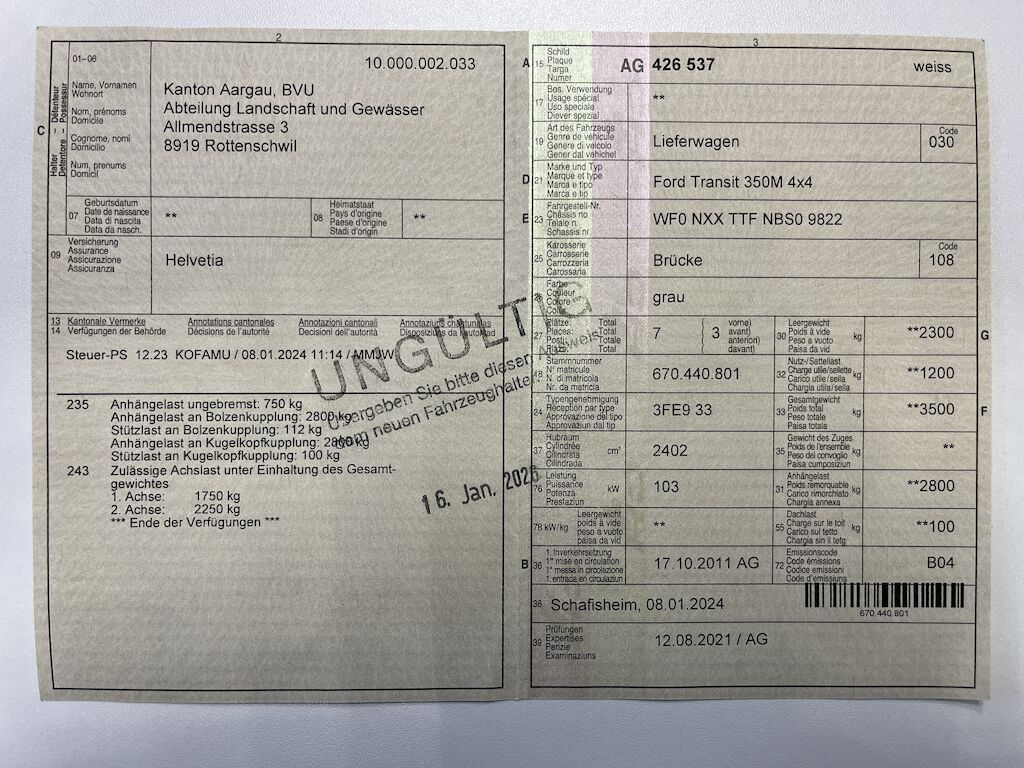 2
01–06
10.000.002.033
Détenteur
Possessur
Halter
Detentore
C
Name, Vornamen
Wohnort
Nom, prénoms
Domicile
Cognome, nomi
Domicilio
Num, prenums
Domicil
Kanton Aargau, BVU
Abteilung Landschaft und Gewässer
Allmendstrasse 3
8919 Rottenschwil
07
Geburtsdatum
Date de naissance
Data di nascita
Data da nasch.
**
08
Heimatstaat
Pays d'origine
Paese d'origine
Stadi d'origin
**
09
Versicherung
Assurance
Assicurazione
Assicuranza
Helvetia
13 Kantonale Vermerke Annotations cantonales Annotazioni cantonali Annotaziuns chantunalas
14 Verfügungen der Behörde Décisions de l'autorité Decisioni dell'autorità Disposiziuns da l'autoritad
Steuer-PS 12.23 KOFAMU / 08.01.2024 11:14 / MMJW
235 Anhängelast ungebremst: 750 kg
Anhängelast an Bolzenkupplung: 2800 kg
Stützlast an Bolzenkupplung: 112 kg
Anhängelast an Kugelkopfkupplung: 2800 kg
Stützlast an Kugelkopfkupplung: 100 kg
243 Zulässige Achslast unter Einhaltung des Gesamt-
gewichtes
1. Achse: 1750 kg
2. Achse: 2250 kg
*** Ende der Verfügungen ***
UNGÜLTIG
Übergeben Sie bitte diesen Ausweis
dem neuen Fahrzeughalter
16. Jan. 2026
3
A 15
Schild
Plaque
Targa
Numer
AG 426 537 weiss
17
Bes. Verwendung
Usage spécial
Uso speciale
Diever spezial
**
19
Art des Fahrzeugs
Genre de véhicule
Genere di veicolo
Gener dal vehichel
Lieferwagen
Code
030
D 21
Marke und Typ
Marque et type
Marca e tipo
Marca e tip
Ford Transit 350M 4x4
E 23
Fahrgestell-Nr.
Châssis no
Telaio n.
Schassis nr.
WF0 NXX TTF NBS0 9822
25
Karosserie
Carrosserie
Carrozzeria
Carossaria
Brücke
Code
108
26
Farbe
Couleur
Colore
Colur
grau
27
Plätze: Total
Places: Total
Posti: Totale
Plazs: Total
7
3
vorne)
avant)
anteriori)
davant)
30
Leergewicht
Poids à vide
Peso a vuoto
Paisa da vid
kg
**2300
G
18
Stammnummer
N° matricule
N. di matricola
Nr. da matricla
670.440.801
32
Nutz-/Sattellast
Charge utile/sellette
Carico utile/sella
Chargia utila/sella
kg
**1200
24
Typengenehmigung
Réception par type
Approvazione del tipo
Approvaziun dal tip
3FE9 33
33
Gesamtgewicht
Poids total
Peso totale
Paisa totala
kg
**3500
F
37
Hubraum
Cylindrée
Cilindrata
Cilindrada
cm³
2402
35
Gewicht des Zuges
Poids de l'ensemble
Peso del convoglio
Paisa composiziun
kg
**
76
Leistung
Puissance
Potenza
Prestaziun
kW
103
31
Anhängelast
Poids remorquable
Carico rimorchiato
Chargia annexa
kg
**2800
78 kW/kg
Leergewicht
poids à vide
peso a vuoto
paisa da vid
**
55
Dachlast
Charge sur le toit
Carico sul tetto
Chargia sin il tetg
kg
**100
B 36
1. Inverkehrsetzung
1re mise en circulation
1a messa in circolazione
1. entrada en circulaziun
17.10.2011 AG
72
Emissionscode
Code émissions
Codice emissioni
Code d'emissiuns
B04
38 Schafisheim, 08.01.2024
670.440.801
39
Prüfungen
Expertises
Perizie
Examinaziuns
12.08.2021 / AG